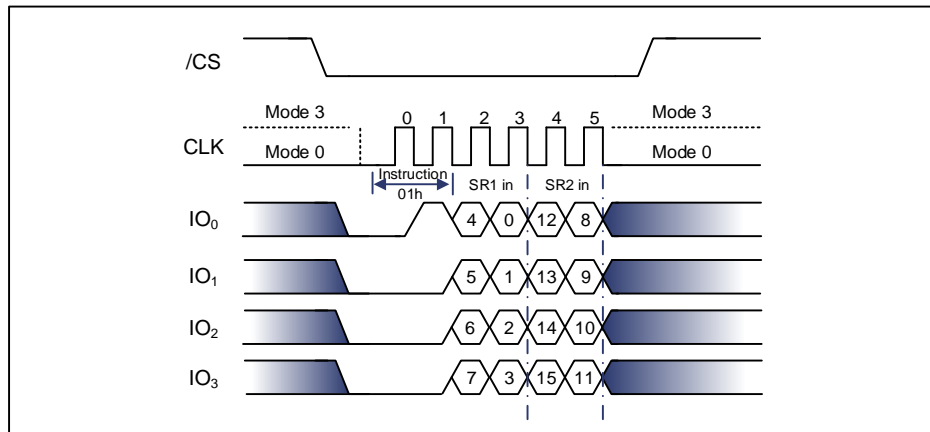 /CS
Mode 3
0 1 2 3 4 5
Mode 3
CLK
Mode 0
Mode 0
Instruction
SR1 in
SR2 in
01h
IO0
4 0 12 8
IO1
5 1 13 9
IO2
6 2 14 10
IO3
7 3 15 11